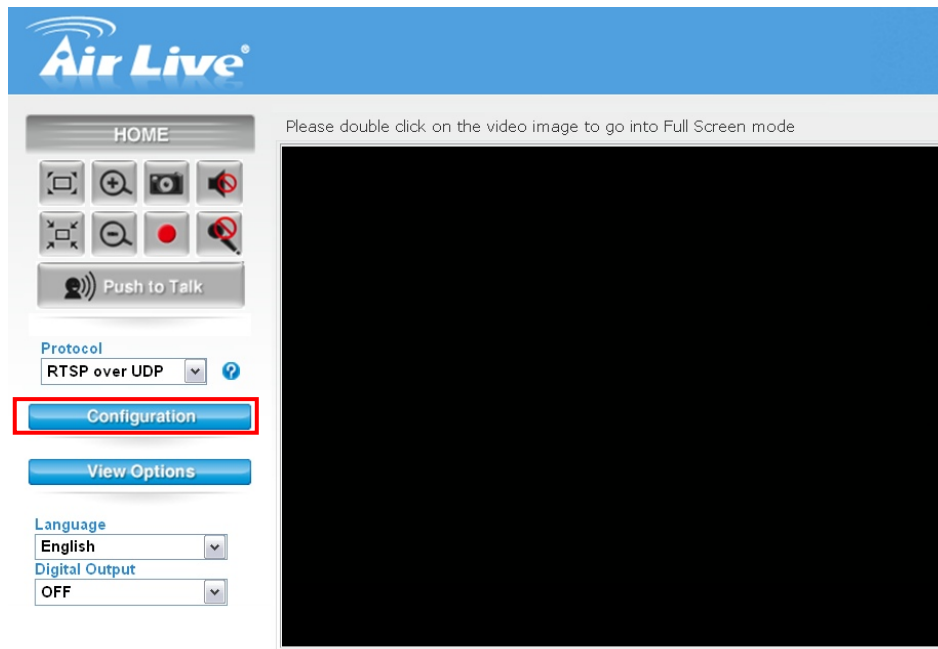 Air Live®
HOME
Please double click on the video image to go into Full Screen mode
Push to Talk
Protocol
RTSP over UDP
?
Configuration
View Options
Language
English
Digital Output
OFF